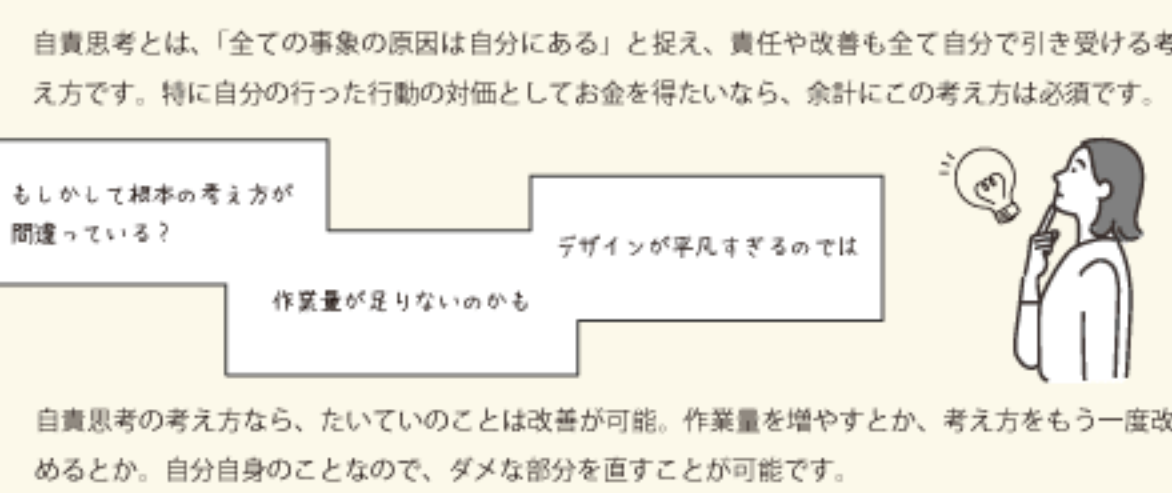 自責思考とは、「全ての事象の原因は自分にある」と捉え、責任や改善も全て自分で引き受ける考
え方です。特に自分の行った行動の対価としてお金を得たいなら、余計にこの考え方は必須です。
もしかして根本の考え方が
間違っている?
デザインが平凡すぎるのでは
作業量が足りないのかも
自責思考の考え方なら、たいていのことは改善が可能。作業量を増やすとか、考え方をもう一度改
めるとか。自分自身のことなので、ダメな部分を直すことが可能です。